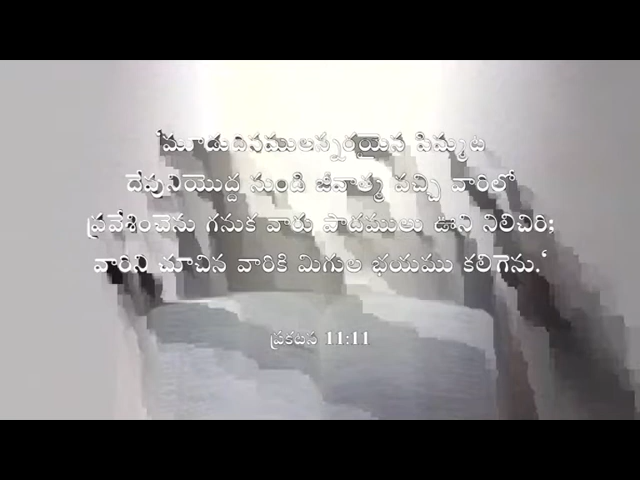 ‘మూడుదినములన్నరయైన పిమ్మట
దేవునియొద్ద నుండి జీవాత్మ వచ్చి వారిలో
ప్రవేశించెను గనుక వారు పాదములు ఊని నిలిచిరి;
వారిని చూచిన వారికి మిగుల భయము కలిగెను.‘
ప్రకటన 11:11